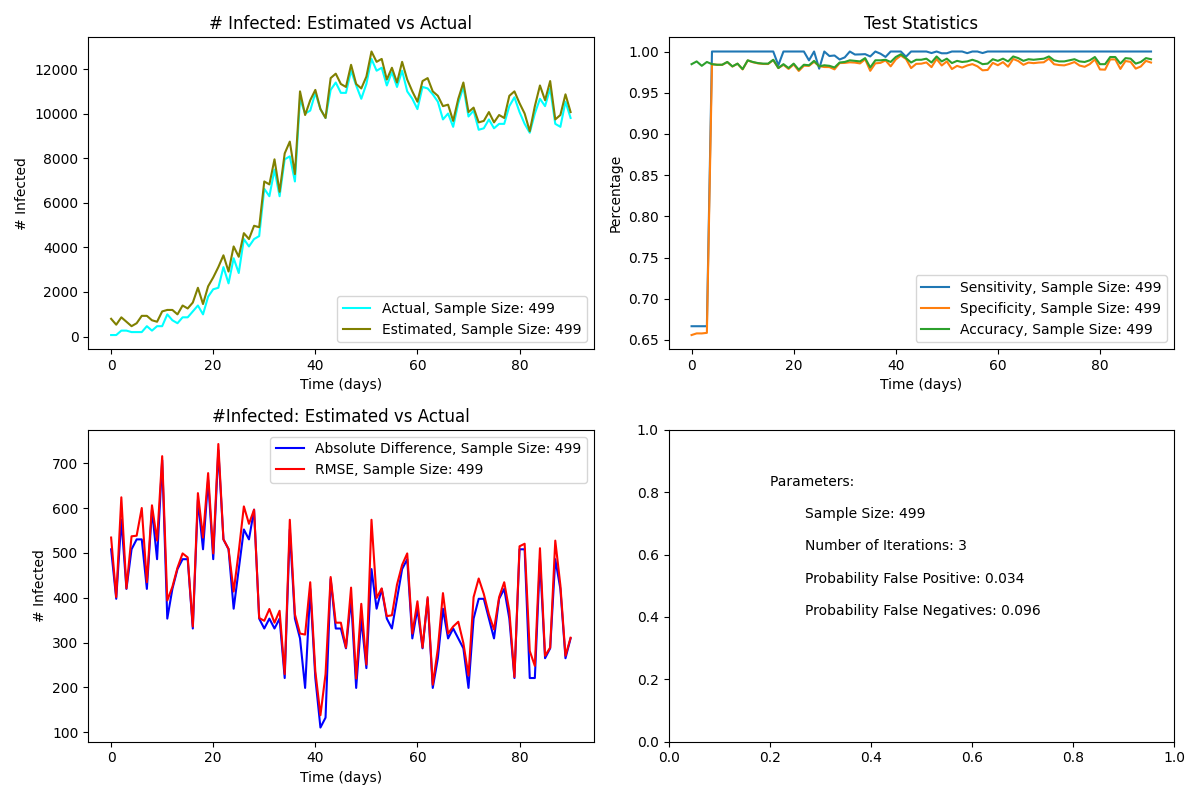 # Infected: Estimated vs Actual
# Infected
12000
10000
8000
6000
4000
2000
0
Actual, Sample Size: 499
Estimated, Sample Size: 499
0 20 40 60 80
Time (days)
Test Statistics
Percentage
1.00
0.95
0.90
0.85
0.80
0.75
0.70
0.65
Sensitivity, Sample Size: 499
Specificity, Sample Size: 499
Accuracy, Sample Size: 499
0 20 40 60 80
Time (days)
#Infected: Estimated vs Actual
# Infected
700
600
500
400
300
200
100
Absolute Difference, Sample Size: 499
RMSE, Sample Size: 499
0 20 40 60 80
Time (days)
1.0
0.8
0.6
0.4
0.2
0.0
Parameters:
Sample Size: 499
Number of Iterations: 3
Probability False Positive: 0.034
Probability False Negatives: 0.096
0.0 0.2 0.4 0.6 0.8 1.0